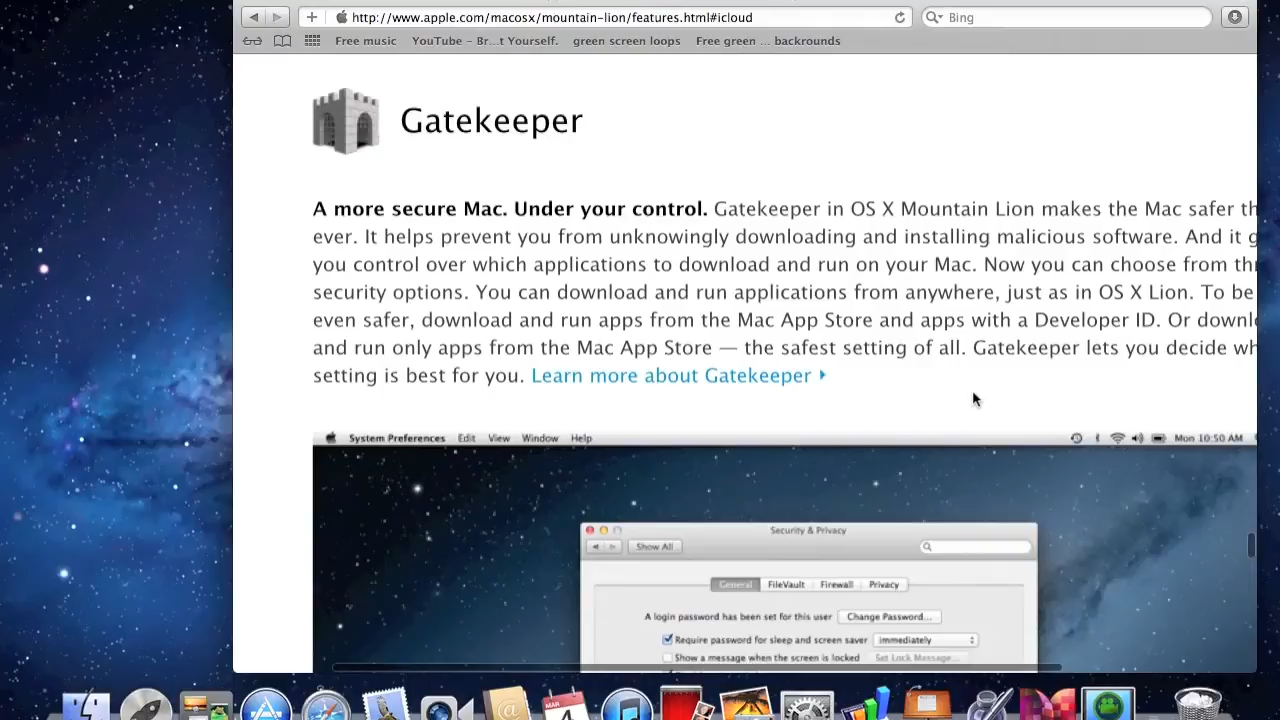 http://www.apple.com/macosx/mountain-lion/features.html#icloud
Bing
Free music YouTube – Br...t Yourself. green screen loops Free green ... backrounds
Gatekeeper
A more secure Mac. Under your control. Gatekeeper in OS X Mountain Lion makes the Mac safer th
ever. It helps prevent you from unknowingly downloading and installing malicious software. And it g
you control over which applications to download and run on your Mac. Now you can choose from thr
security options. You can download and run applications from anywhere, just as in OS X Lion. To be
even safer, download and run apps from the Mac App Store and apps with a Developer ID. Or downlo
and run only apps from the Mac App Store — the safest setting of all. Gatekeeper lets you decide wh
setting is best for you. Learn more about Gatekeeper
System Preferences Edit View Window Help Mon 10:50 AM
Security & Privacy
Show All
General FileVault Firewall Privacy
A login password has been set for this user Change Password...
Require password for sleep and screen saver immediately
Show a message when the screen is locked Set Lock Message...
MAR
4